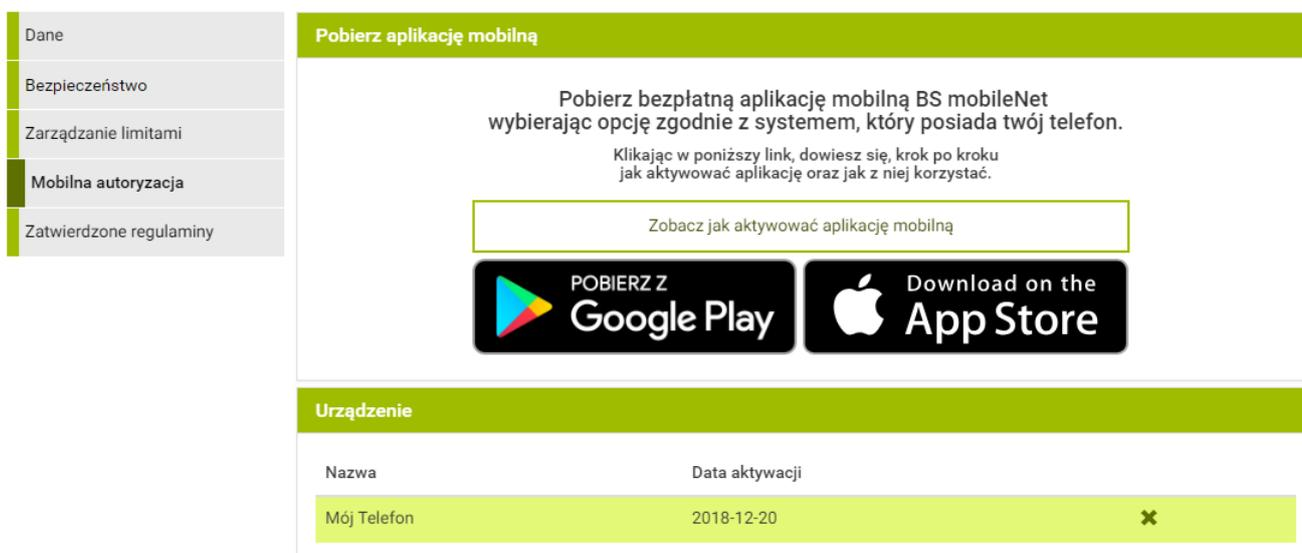 Dane
Bezpieczeństwo
Zarządzanie limitami
Mobilna autoryzacja
Zatwierdzone regulaminy
Pobierz aplikację mobilną
Pobierz bezpłatną aplikację mobilną BS mobileNet
wybierając opcję zgodnie z systemem, który posiada twój telefon.
Klikając w poniższy link, dowiesz się, krok po kroku
jak aktywować aplikację oraz jak z niej korzystać.
Zobacz jak aktywować aplikację mobilną
POBIERZ Z
Google Play
Download on the
App Store
Urządzenie
Nazwa Data aktywacji
Mój Telefon 2018-12-20